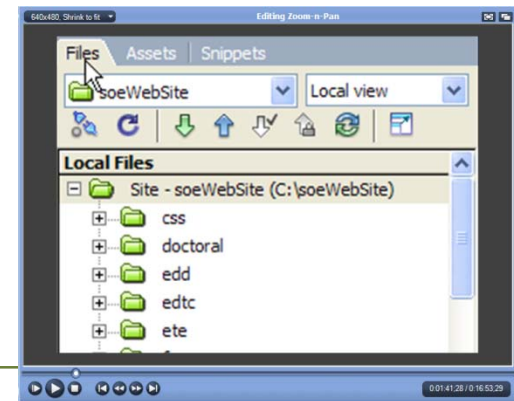 640x480, Shrink to fit
Editing Zoom-n-Pan
Files Assets Snippets
soeWebSite Local view
Local Files
Site - soeWebSite (C:\soeWebSite)
css
doctoral
edd
edtc
ete
0:01:41;28 / 0:16:53;29